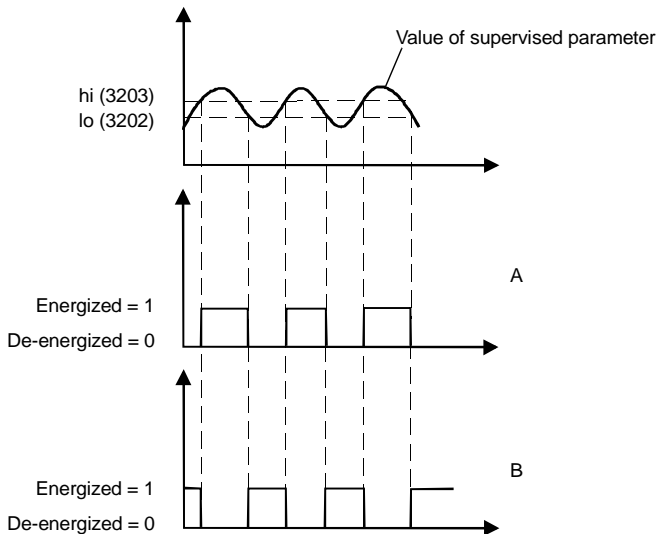 Value of supervised parameter
hi (3203)
lo (3202)
A
Energized = 1
De-energized = 0
B
Energized = 1
De-energized = 0